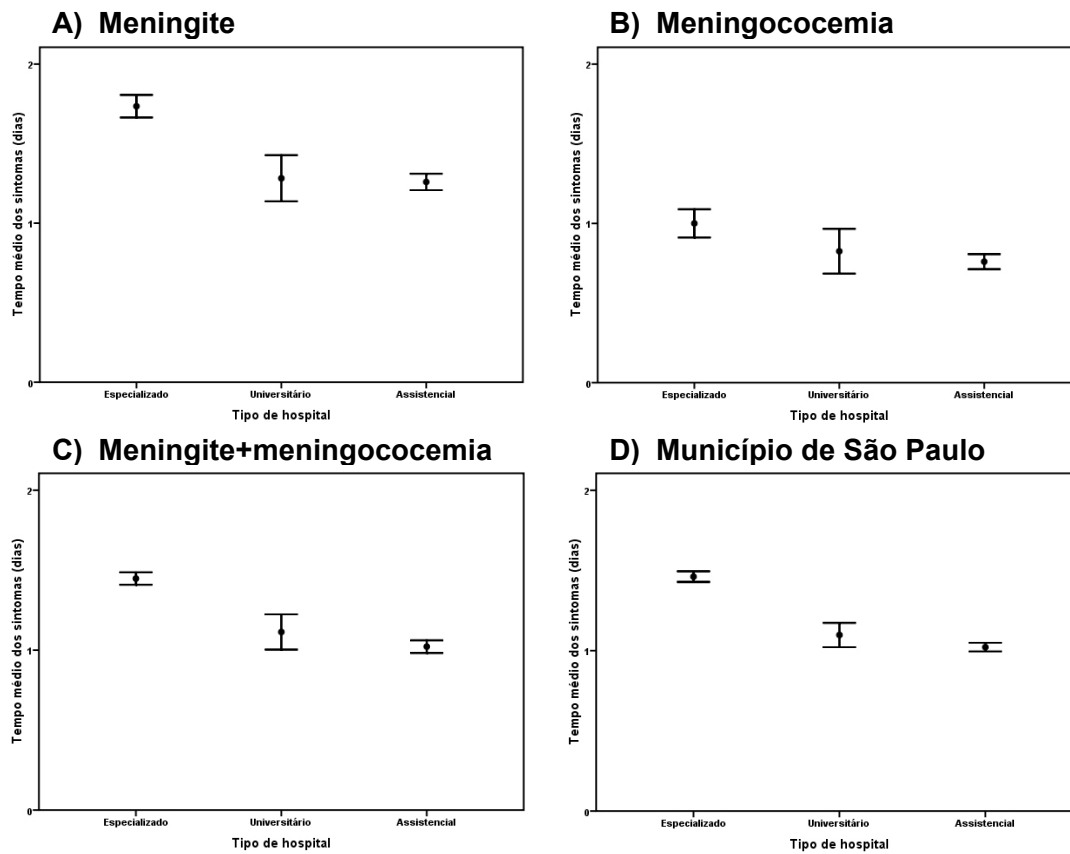 A) Meningite
2
1
0
Tempo médio dos sintomas (dias)
Especializado Universitário Assistencial
Tipo de hospital
B) Meningococemia
2
1
0
Tempo médio dos sintomas (dias)
Especializado Universitário Assistencial
Tipo de hospital
C) Meningite+meningococemia
2
1
0
Tempo médio dos sintomas (dias)
Especializado Universitário Assistencial
Tipo de hospital
D) Município de São Paulo
2
1
0
Tempo médio dos sintomas (dias)
Especializado Universitário Assistencial
Tipo de hospital